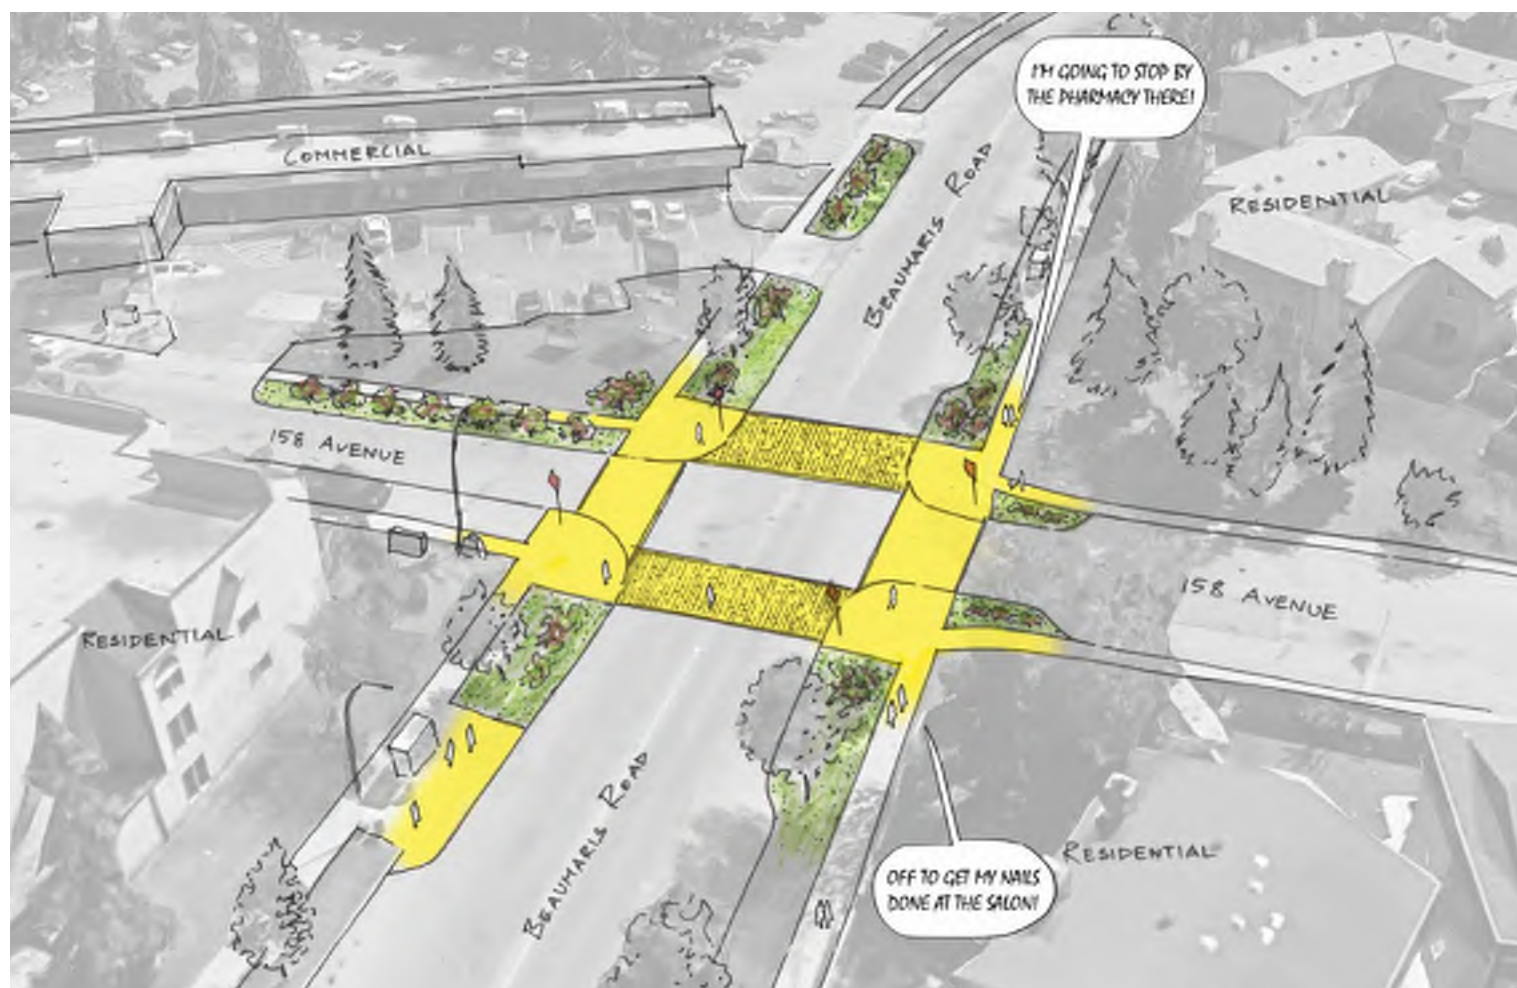 I'M GOING TO STOP BY
THE PHARMACY THERE!
COMMERCIAL
BEAUMARIS ROAD
RESIDENTIAL
158 AVENUE
158 AVENUE
RESIDENTIAL
BEAUMARIS ROAD
RESIDENTIAL
OFF TO GET MY NAILS
DONE AT THE SALON!